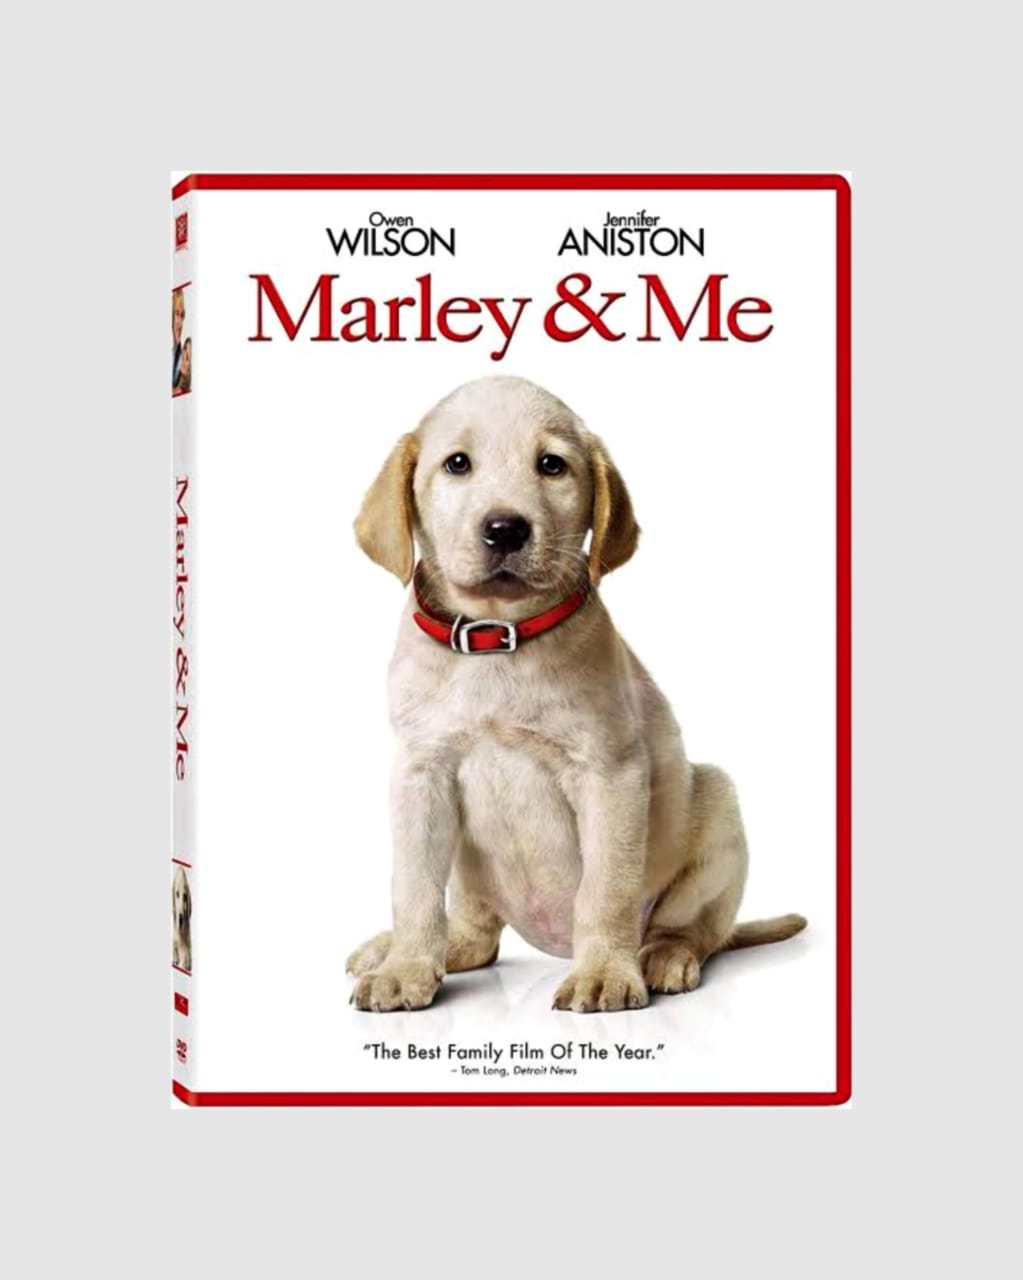 Owen
WILSON
Jennifer
ANISTON
Marley & Me
“The Best Family Film Of The Year.”
– Tom Long, Detroit News
Marley & Me
DVD